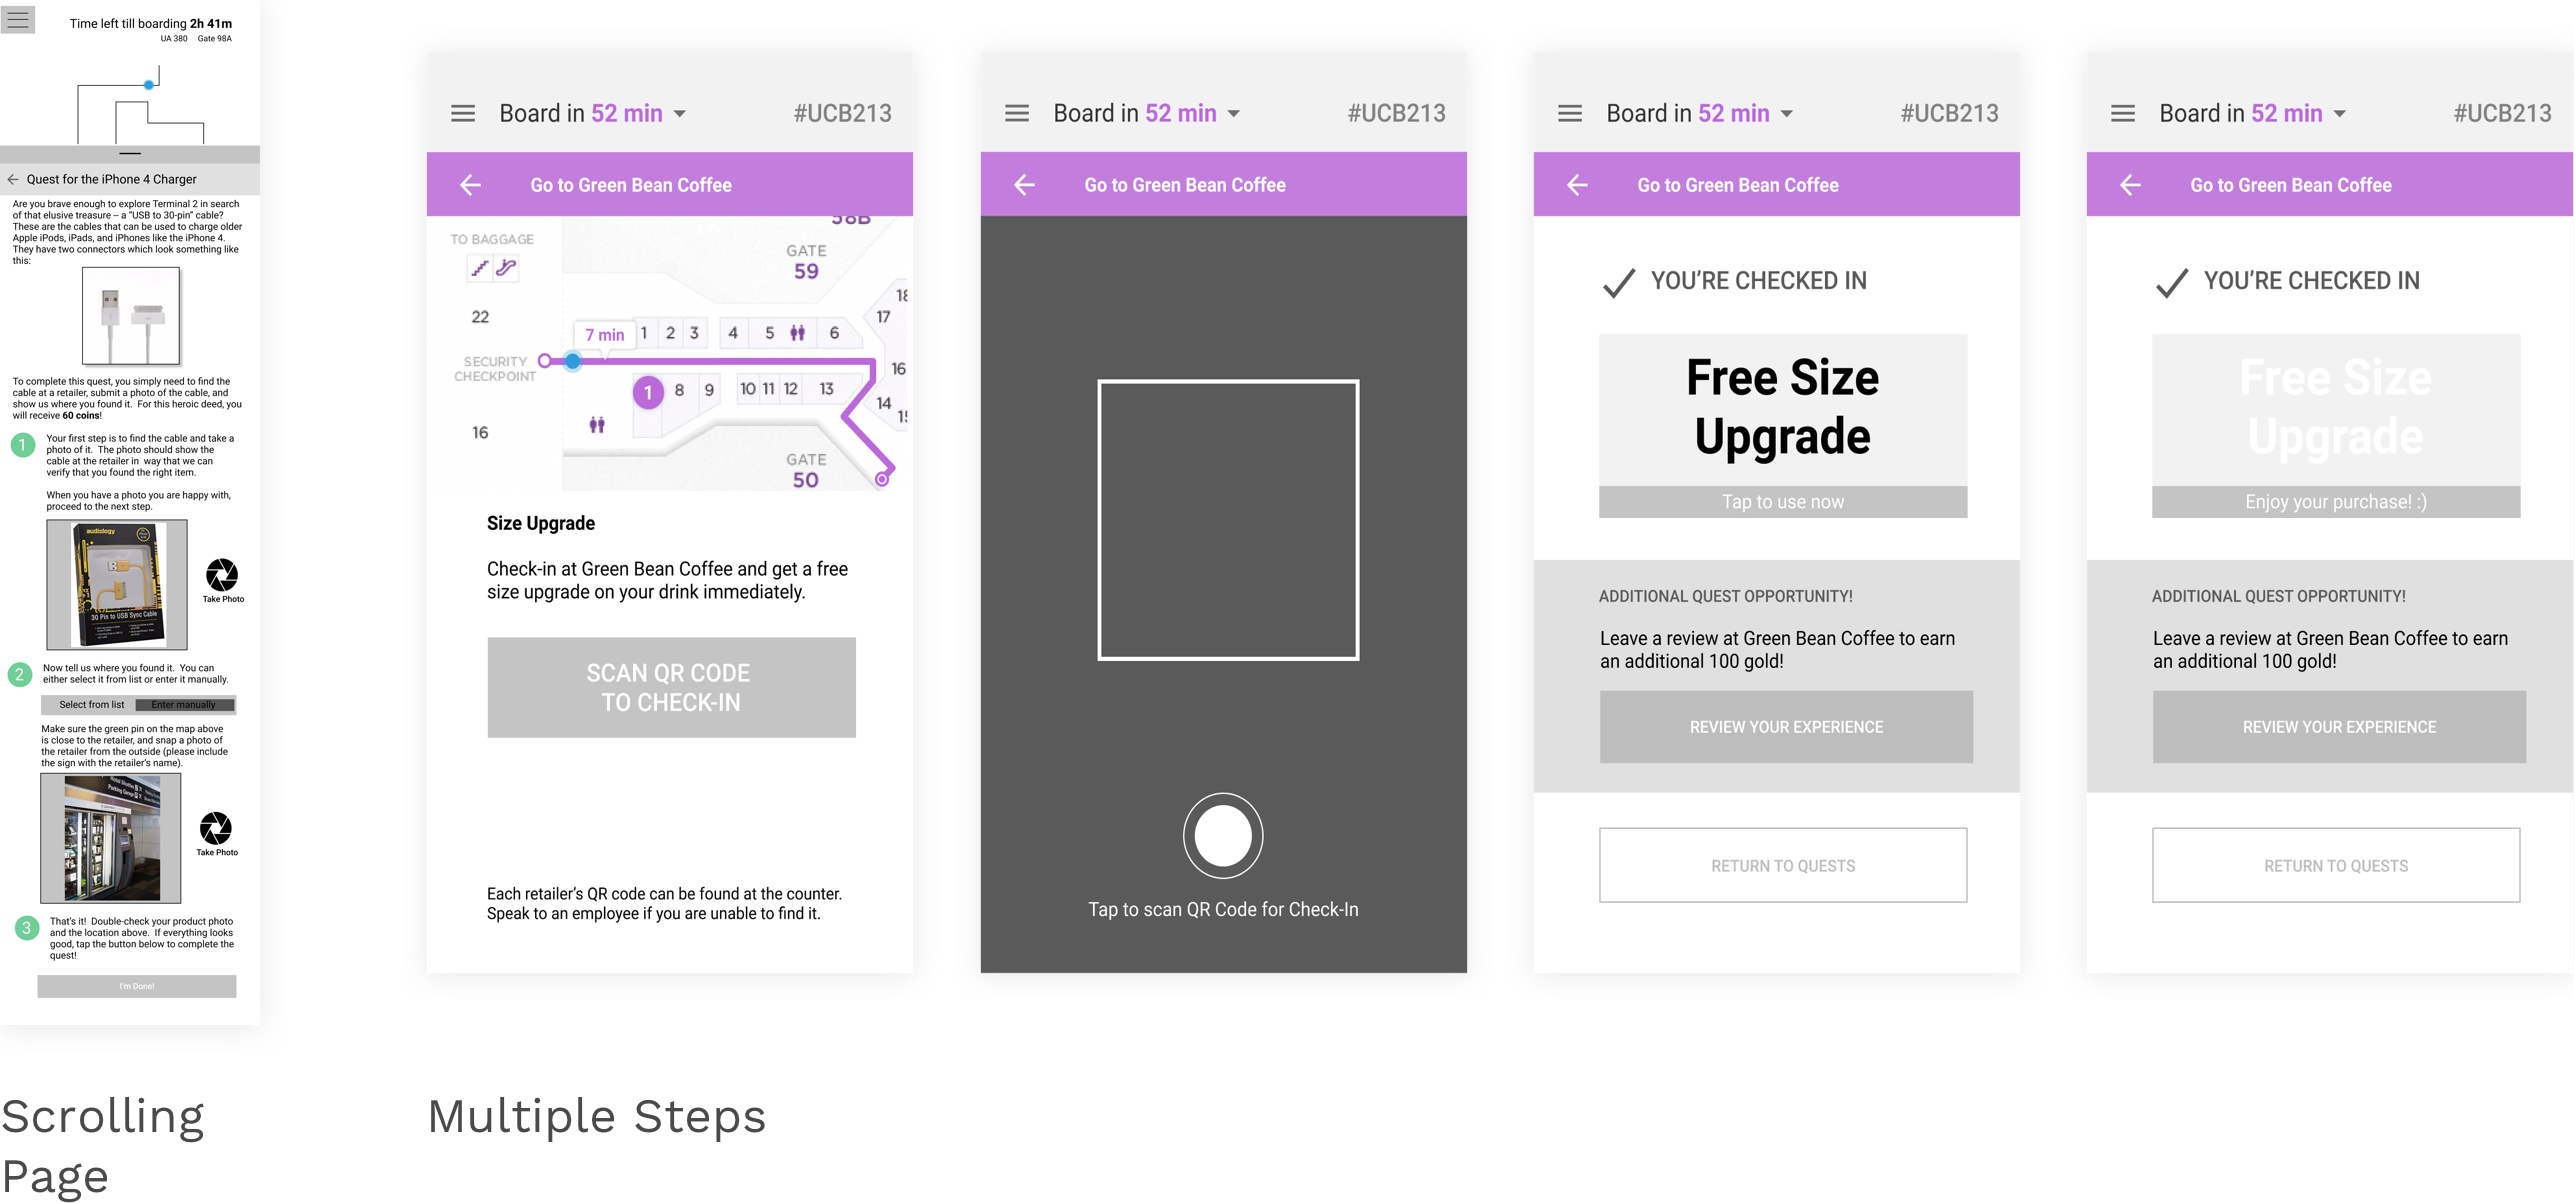 Time left till boarding 2h 41m
UA 380 Gate 98A
Quest for the iPhone 4 Charger
Are you brave enough to explore Terminal 2 in search
of that elusive treasure – a “USB to 30-pin” cable?
These are the cables that can be used to charge older
Apple iPods, iPads, and iPhones like the iPhone 4.
They have two connectors which look something like
this:
To complete this quest, you simply need to find the
cable at a retailer, submit a photo of the cable, and
show us where you found it. For this heroic deed, you
will receive 60 coins!
1
Your first step is to find the cable and take a
photo of it. The photo should show the
cable at the retailer in way that we can
verify that you found the right item.
When you have a photo you are happy with,
proceed to the next step.
audiology
30 Pin to USB Sync Cable
Take Photo
2
Now tell us where you found it. You can
either select it from list or enter it manually.
Select from list
Enter manually
Make sure the green pin on the map above
is close to the retailer, and snap a photo of
the retailer from the outside (please include
the sign with the retailer’s name).
Hotel Shuttles
Parking Garage
Take Photo
3
That’s it! Double-check your product photo
and the location above. If everything looks
good, tap the button below to complete the
quest!
I'm Done!
Scrolling
Page
Board in 52 min
#UCB213
Go to Green Bean Coffee
58B
TO BAGGAGE
GATE
59
22
7 min
1 2 3 4 5 6
17
18
SECURITY
CHECKPOINT
16
1
8 9 10 11 12 13
14
15
16
GATE
50
Size Upgrade
Check-in at Green Bean Coffee and get a free
size upgrade on your drink immediately.
SCAN QR CODE
TO CHECK-IN
Each retailer’s QR code can be found at the counter.
Speak to an employee if you are unable to find it.
Board in 52 min
#UCB213
Go to Green Bean Coffee
Tap to scan QR Code for Check-In
Board in 52 min
#UCB213
Go to Green Bean Coffee
YOU’RE CHECKED IN
Free Size
Upgrade
Tap to use now
ADDITIONAL QUEST OPPORTUNITY!
Leave a review at Green Bean Coffee to earn
an additional 100 gold!
REVIEW YOUR EXPERIENCE
RETURN TO QUESTS
Board in 52 min
#UCB213
Go to Green Bean Coffee
YOU’RE CHECKED IN
Free Size
Upgrade
Enjoy your purchase! :)
ADDITIONAL QUEST OPPORTUNITY!
Leave a review at Green Bean Coffee to earn
an additional 100 gold!
REVIEW YOUR EXPERIENCE
RETURN TO QUESTS
Multiple Steps